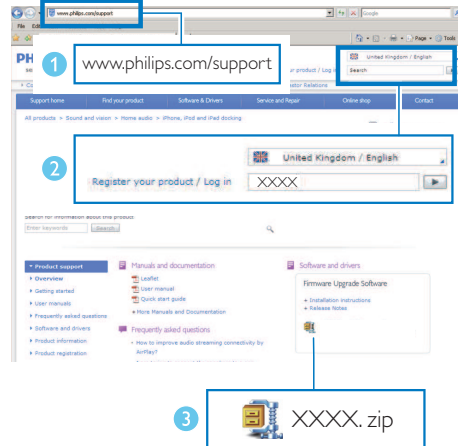 www.philips.com/support
Google
File Edit
Page Tools
PH
1 www.philips.com/support
United Kingdom / English
Search
Support home Find your product Software & Drivers Service and Repair Online shop Contact
All products > Sound and vision > Home audio > iPhone, iPod and iPad docking
2
United Kingdom / English
Register your product / Log in XXXX
Search for information about this product
Enter keywords Search
Product support
Overview
Getting started
User manuals
Frequently asked questions
Software and drivers
Product information
Product registration
Manuals and documentation
Leaflet
User manual
Quick start guide
More Manuals and Documentation
Frequently asked questions
How to improve audio streaming connectivity by
AirPlay?
Software and drivers
Firmware Upgrade Software
+ Installation instructions
+ Release Notes
3 XXXX. zip